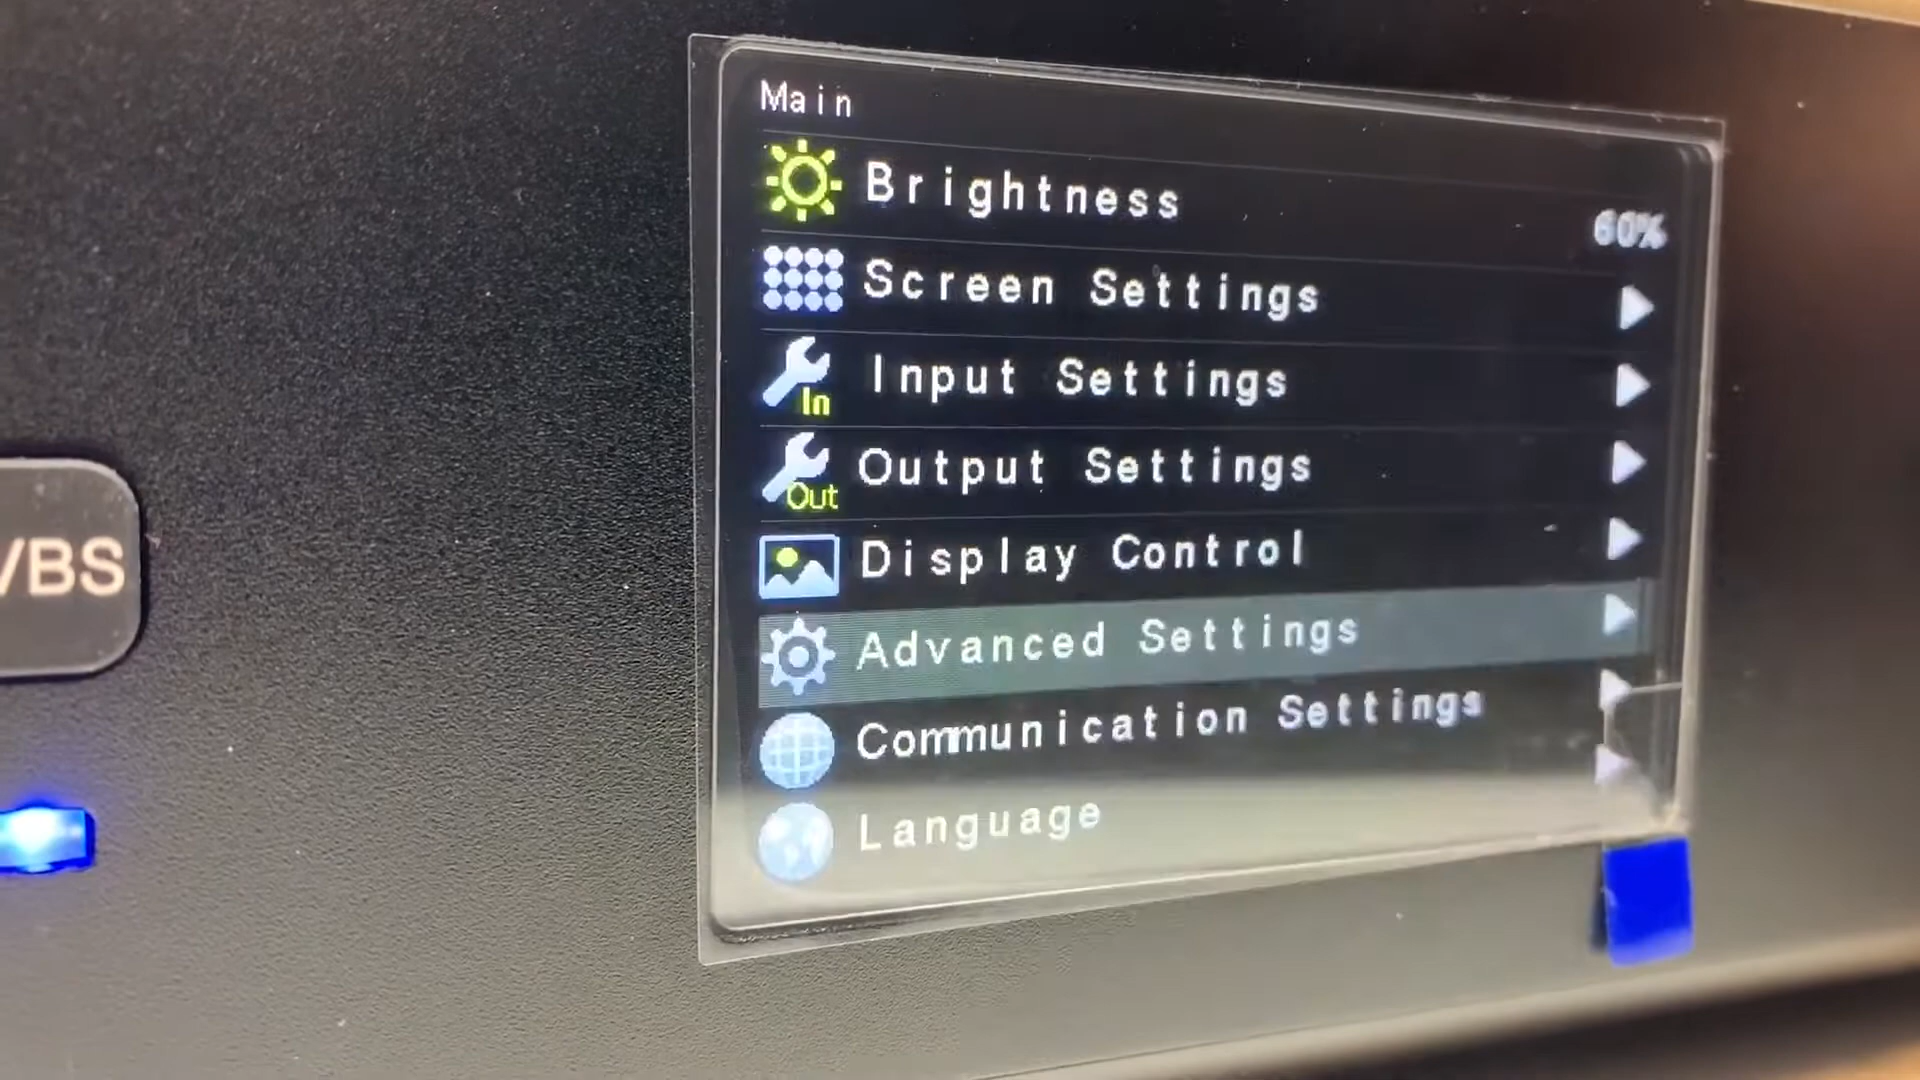 Main
Brightness 60%
Screen Settings
In Input Settings
Out Output Settings
Display Control
Advanced Settings
Communication Settings
Language
/BS